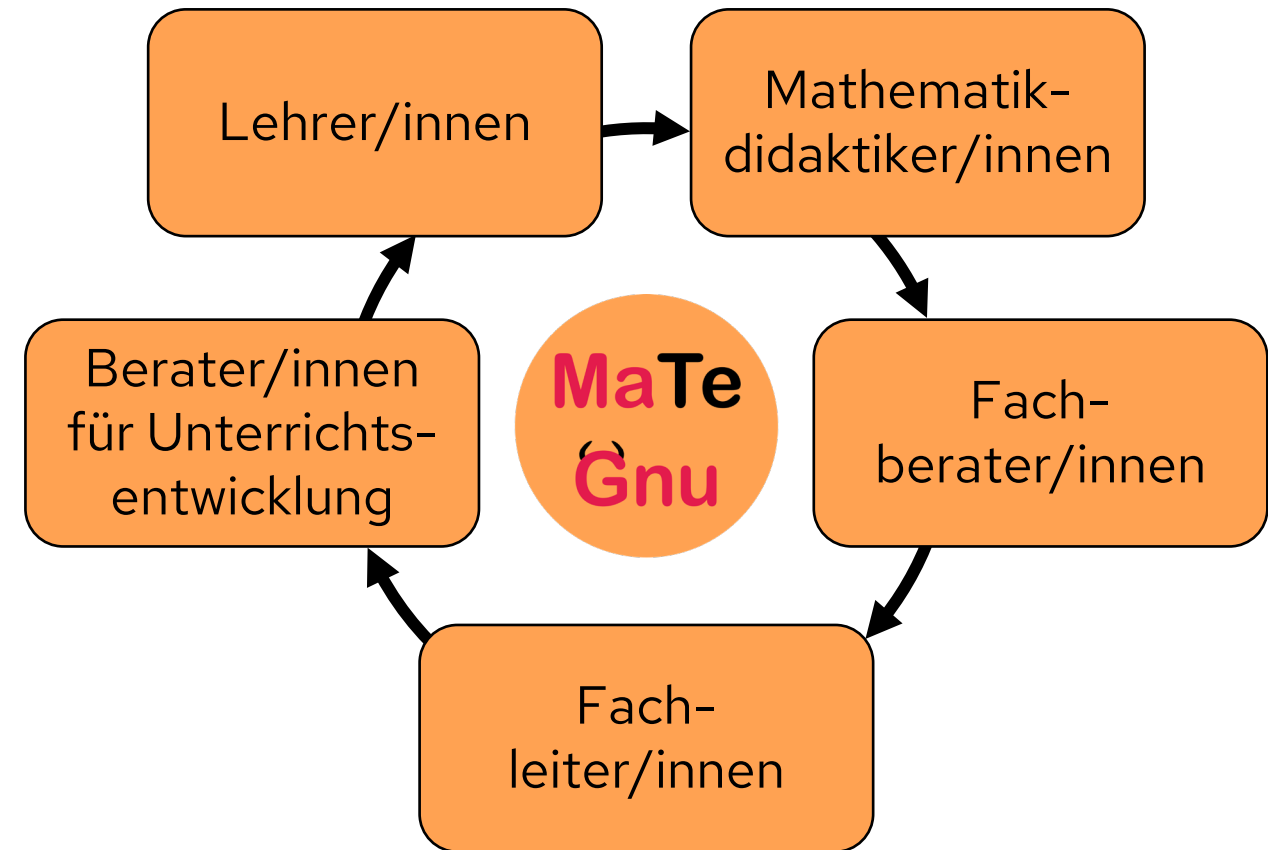 Lehrer/innen
Mathematik-
didaktiker/innen
Fach-
berater/innen
Fach-
leiter/innen
Berater/innen
für Unterrichts-
entwicklung
MaTe
Gnu